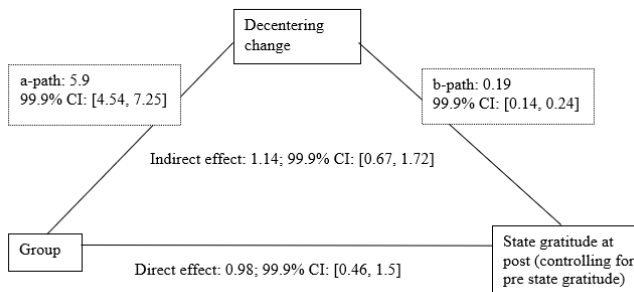 Decentering
change
a-path: 5.9
99.9% CI: [4.54, 7.25]
b-path: 0.19
99.9% CI: [0.14, 0.24]
Indirect effect: 1.14; 99.9% CI: [0.67, 1.72]
Group
State gratitude at
post (controlling for
pre state gratitude)
Direct effect: 0.98; 99.9% CI: [0.46, 1.5]